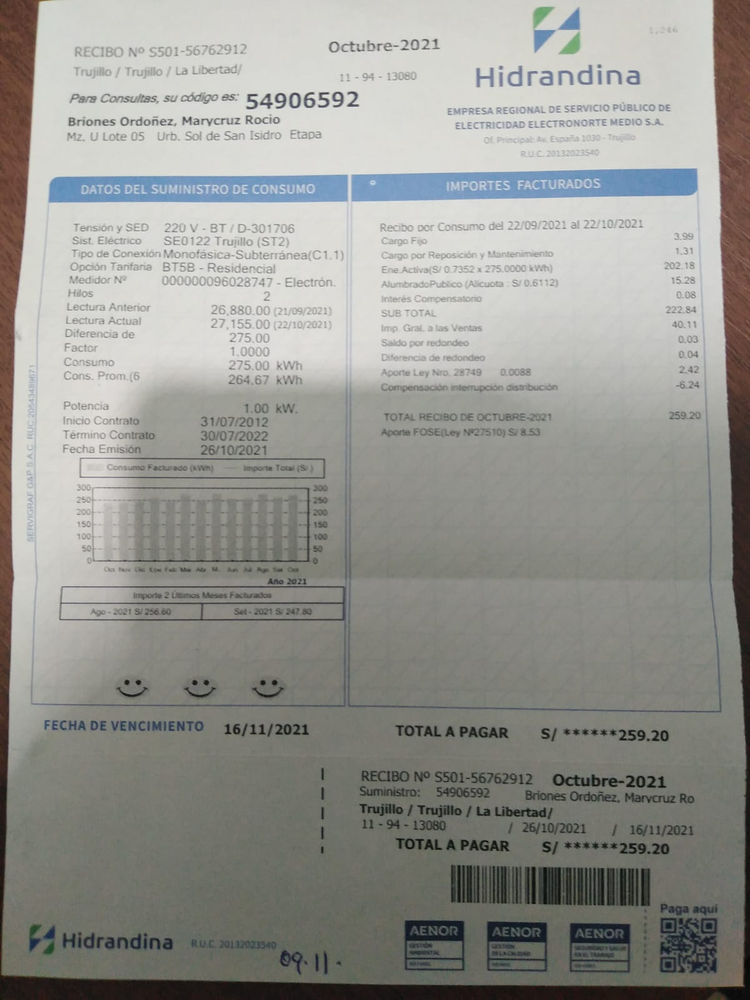 1,246
RECIBO Nº S501-56762912
Octubre-2021
Trujillo / Trujillo / La Libertad/
11 - 94 - 13080
Hidrandina
Para Consultas, su código es: 54906592
Briones Ordoñez, Marycruz Rocio
Mz. U Lote 05 Urb. Sol de San Isidro Etapa
EMPRESA REGIONAL DE SERVICIO PÚBLICO DE
ELECTRICIDAD ELECTRONORTE MEDIO S.A.
Of. Principal: Av. España 1030 - Trujillo
R.U.C. 20132023540
DATOS DEL SUMINISTRO DE CONSUMO
Tensión y SED 220 V - BT / D-301706
Sist. Eléctrico SE0122 Trujillo (ST2)
Tipo de Conexión Monofásica-Subterránea(C1.1)
Opción Tarifaria BT5B - Residencial
Medidor Nº 000000096028747 - Electrón.
Hilos 2
Lectura Anterior 26,880.00 (21/09/2021)
Lectura Actual 27,155.00 (22/10/2021)
Diferencia de 275.00
Factor 1.0000
Consumo 275.00 kWh
Cons. Prom.(6 264.67 kWh
Potencia 1.00 kW.
Inicio Contrato 31/07/2012
Término Contrato 30/07/2022
Fecha Emisión 26/10/2021
Consumo Facturado (kWh) Importe Total (S/.)
300 300
250 250
200 200
150 150
100 100
50 50
0 0
Oct Nov Dic Ene Feb Mar Abr M. Jun Jul Ago Set Oct
Año 2021
Importe 2 Últimos Meses Facturados
Ago - 2021 S/ 256.60 Set - 2021 S/ 247.80
IMPORTES FACTURADOS
Recibo por Consumo del 22/09/2021 al 22/10/2021
Cargo Fijo 3.99
Cargo por Reposición y Mantenimiento 1.31
Ene.Activa(S/ 0.7352 x 275.0000 kWh) 202.18
AlumbradoPublico (Alicuota : S/ 0.6112) 15.28
Interés Compensatorio 0.08
SUB TOTAL 222.84
Imp. Gral. a las Ventas 40.11
Saldo por redondeo 0.03
Diferencia de redondeo 0.04
Aporte Ley Nro. 28749 0.0088 2.42
Compensación interrupción distribución -6.24
TOTAL RECIBO DE OCTUBRE-2021 259.20
Aporte FOSE(Ley Nº27510) S/ 8.53
SERVIGRAF G&P S.A.C. RUC 20543489671
FECHA DE VENCIMIENTO 16/11/2021
TOTAL A PAGAR S/ ******259.20
RECIBO Nº S501-56762912 Octubre-2021
Suministro: 54906592 Briones Ordoñez, Marycruz Ro
Trujillo / Trujillo / La Libertad/
11 - 94 - 13080 / 26/10/2021 / 16/11/2021
TOTAL A PAGAR S/ ******259.20
Paga aquí
Hidrandina R.U.C. 20132023540
09.11.
AENOR
GESTIÓN
AMBIENTAL
AENOR
GESTIÓN
DE LA CALIDAD
AENOR
SEGURIDAD Y SALUD
EN EL TRABAJO